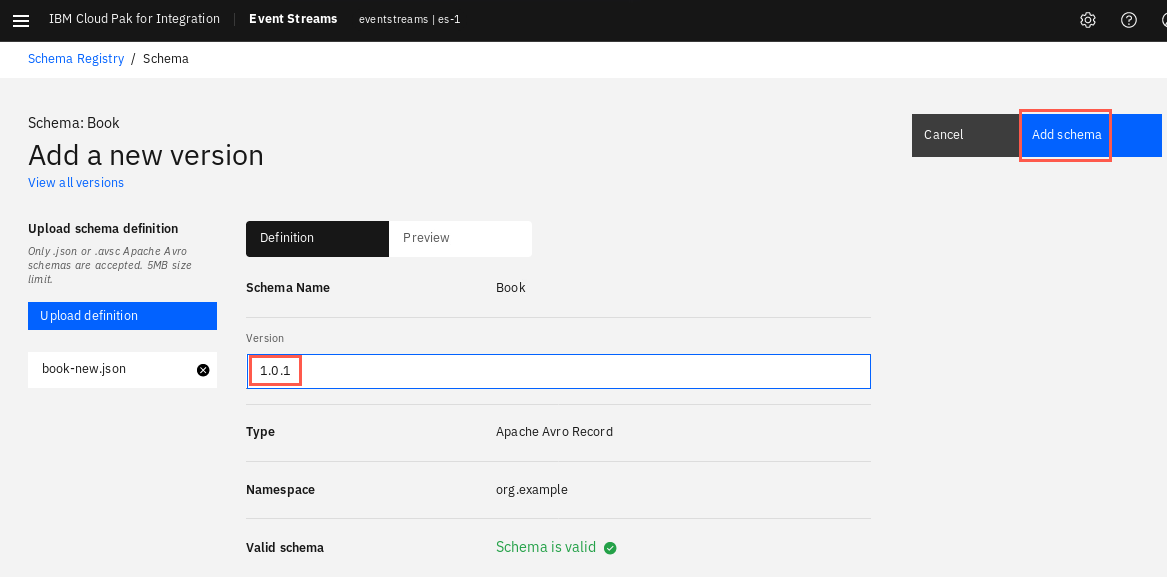 IBM Cloud Pak for Integration | Event Streams eventstreams | es-1
Schema Registry / Schema
Schema: Book
Add a new version
View all versions
Cancel
Add schema
Upload schema definition
Only .json or .avsc Apache Avro
schemas are accepted. 5MB size
limit.
Upload definition
book-new.json
Definition
Preview
Schema Name Book
Version
1.0.1
Type Apache Avro Record
Namespace org.example
Valid schema Schema is valid